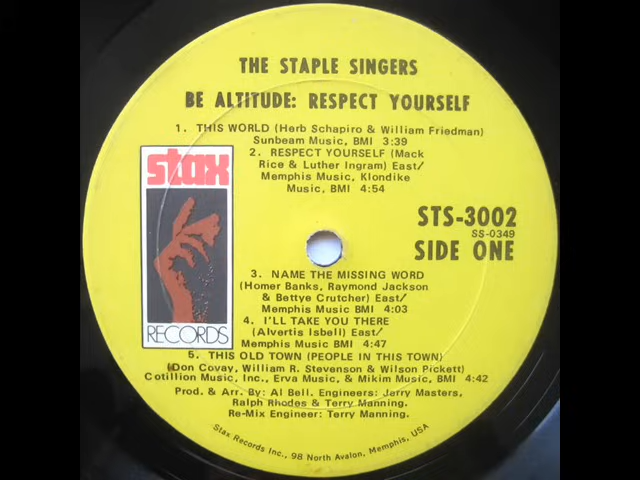 THE STAPLE SINGERS
BE ALTITUDE: RESPECT YOURSELF
1. THIS WORLD (Herb Schapiro & William Friedman)
Sunbeam Music, BMI 3:39
2. RESPECT YOURSELF (Mack
Rice & Luther Ingram) East/
Memphis Music, Klondike
Music, BMI 4:54
stax
RECORDS
STS-3002
SS-0349
SIDE ONE
3. NAME THE MISSING WORD
(Homer Banks, Raymond Jackson
& Bettye Crutcher) East/
Memphis Music BMI 4:03
4. I'LL TAKE YOU THERE
(Alvertis Isbell) East/
Memphis Music BMI 4:47
5. THIS OLD TOWN (PEOPLE IN THIS TOWN)
(Don Covay, William R. Stevenson & Wilson Pickett)
Cotillion Music, Inc., Erva Music, & Mikim Music, BMI 4:42
Prod. & Arr. By: Al Bell. Engineers: Jerry Masters,
Ralph Rhodes & Terry Manning.
Re-Mix Engineer: Terry Manning.
Stax Records Inc., 98 North Avalon, Memphis, USA